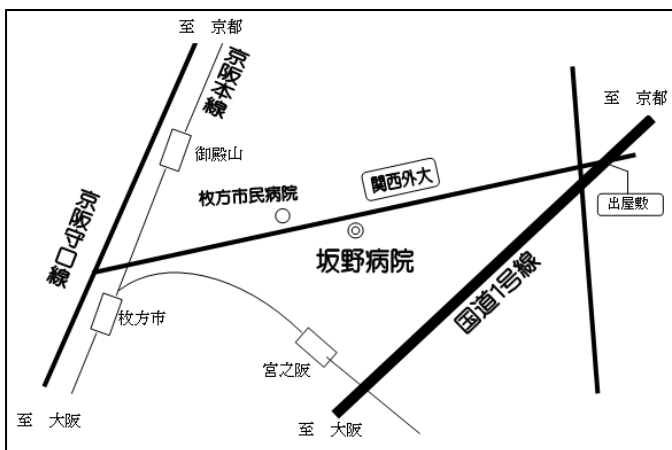 至 京都
京阪本線
至 京都
御殿山
関西外大
枚方市民病院
出屋敷
京阪守口線
坂野病院
国道1号線
枚方市
宮之阪
至 大阪
至 大阪